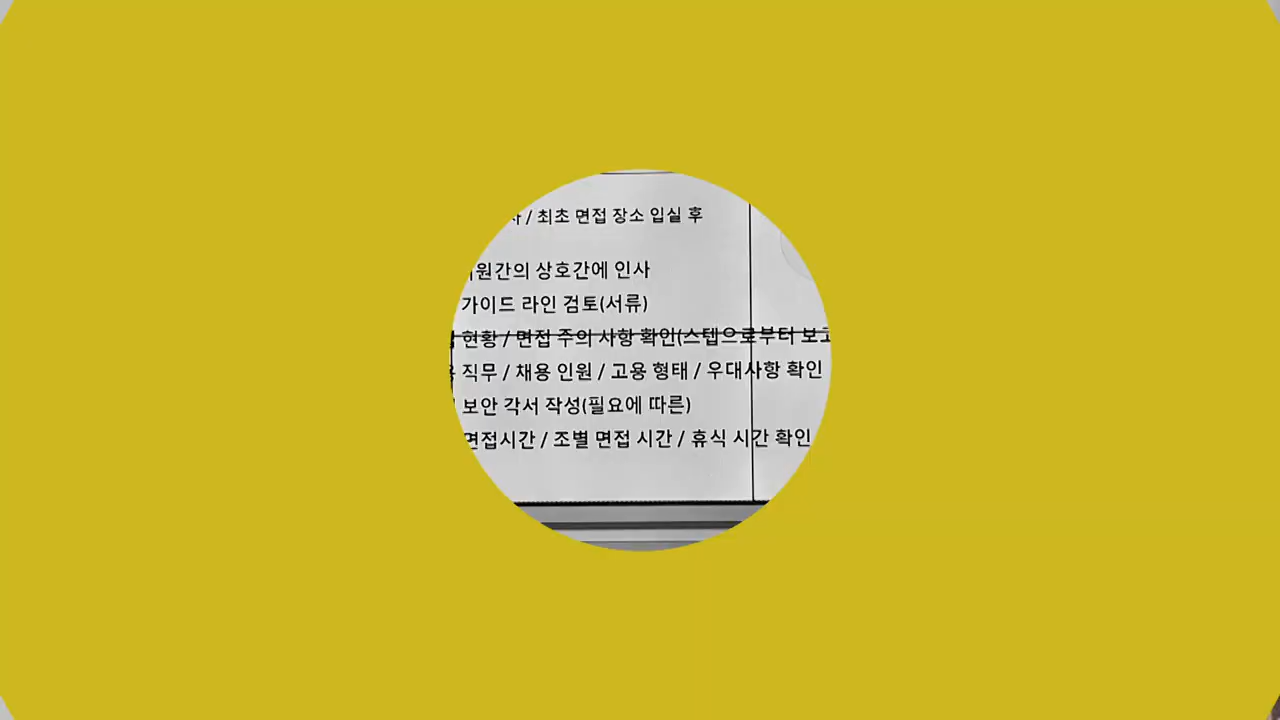 / 최초 면접 장소 입실 후
원간의 상호간에 인사
가이드 라인 검토(서류)
현황 / 면접 주의 사항 확인(스텝으로부터 보고
직무 / 채용 인원 / 고용 형태 / 우대사항 확인
보안 각서 작성(필요에 따른)
면접시간 / 조별 면접 시간 / 휴식 시간 확인